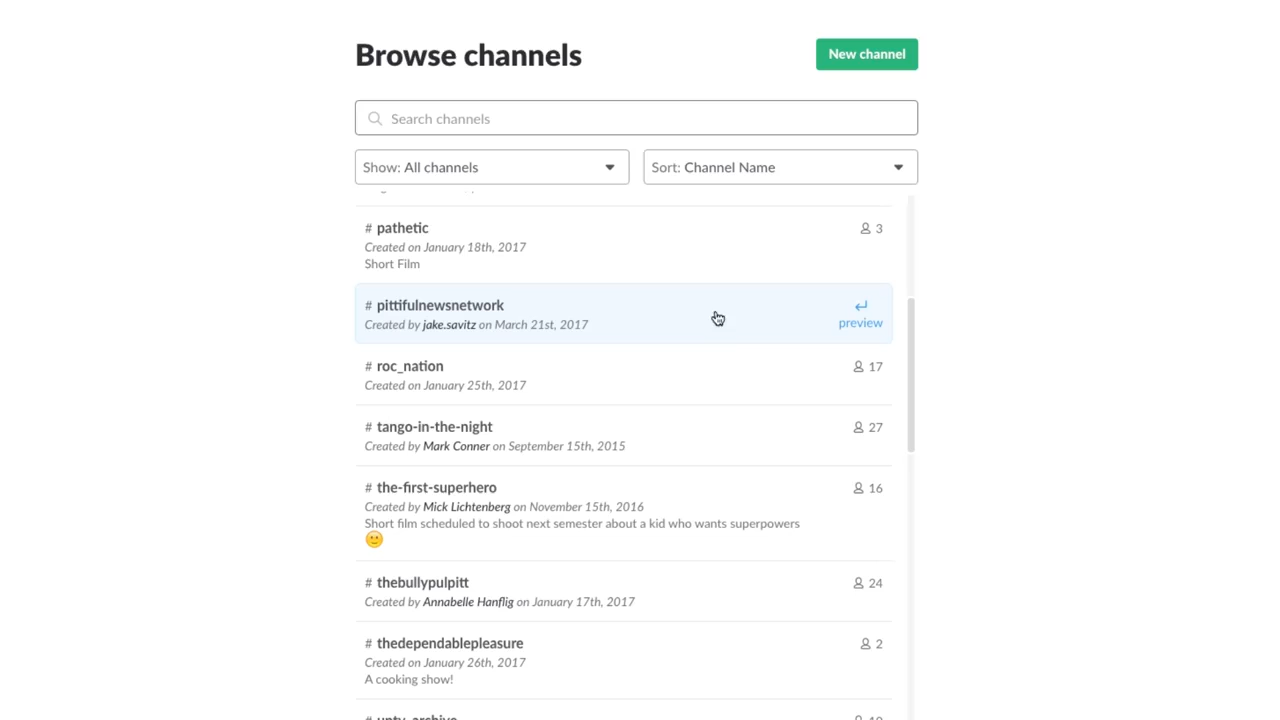 Browse channels
New channel
Search channels
Show: All channels
Sort: Channel Name
# pathetic
3
Created on January 18th, 2017
Short Film
# pittifulnewsnetwork
Created by jake.savitz on March 21st, 2017
preview
# roc_nation
17
Created on January 25th, 2017
# tango-in-the-night
27
Created by Mark Conner on September 15th, 2015
# the-first-superhero
16
Created by Mick Lichtenberg on November 15th, 2016
Short film scheduled to shoot next semester about a kid who wants superpowers
# thebullypulpitt
24
Created by Annabelle Hanflig on January 17th, 2017
# thedependablepleasure
2
Created on January 26th, 2017
A cooking show!